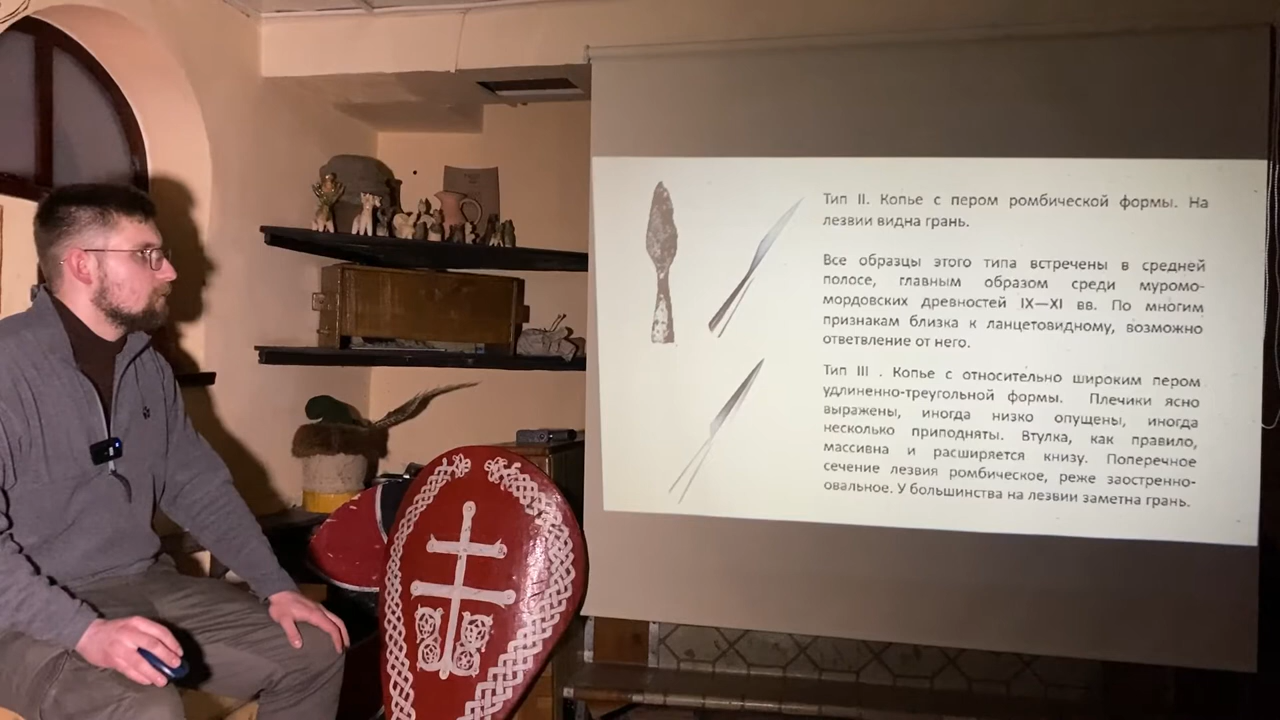 Тип II. Копье с пером ромбической формы. На
лезвии видна грань.
Все образцы этого типа встречены в средней
полосе, главным образом среди муромо-
мордовских древностей IX—XI вв. По многим
признакам близка к ланцетовидному, возможно
ответвление от него.
Тип III . Копье с относительно широким пером
удлиненно-треугольной формы. Плечики ясно
выражены, иногда низко опущены, иногда
несколько приподняты. Втулка, как правило,
массивна и расширяется книзу. Поперечное
сечение лезвия ромбическое, реже заостренно-
овальное. У большинства на лезвии заметна грань.